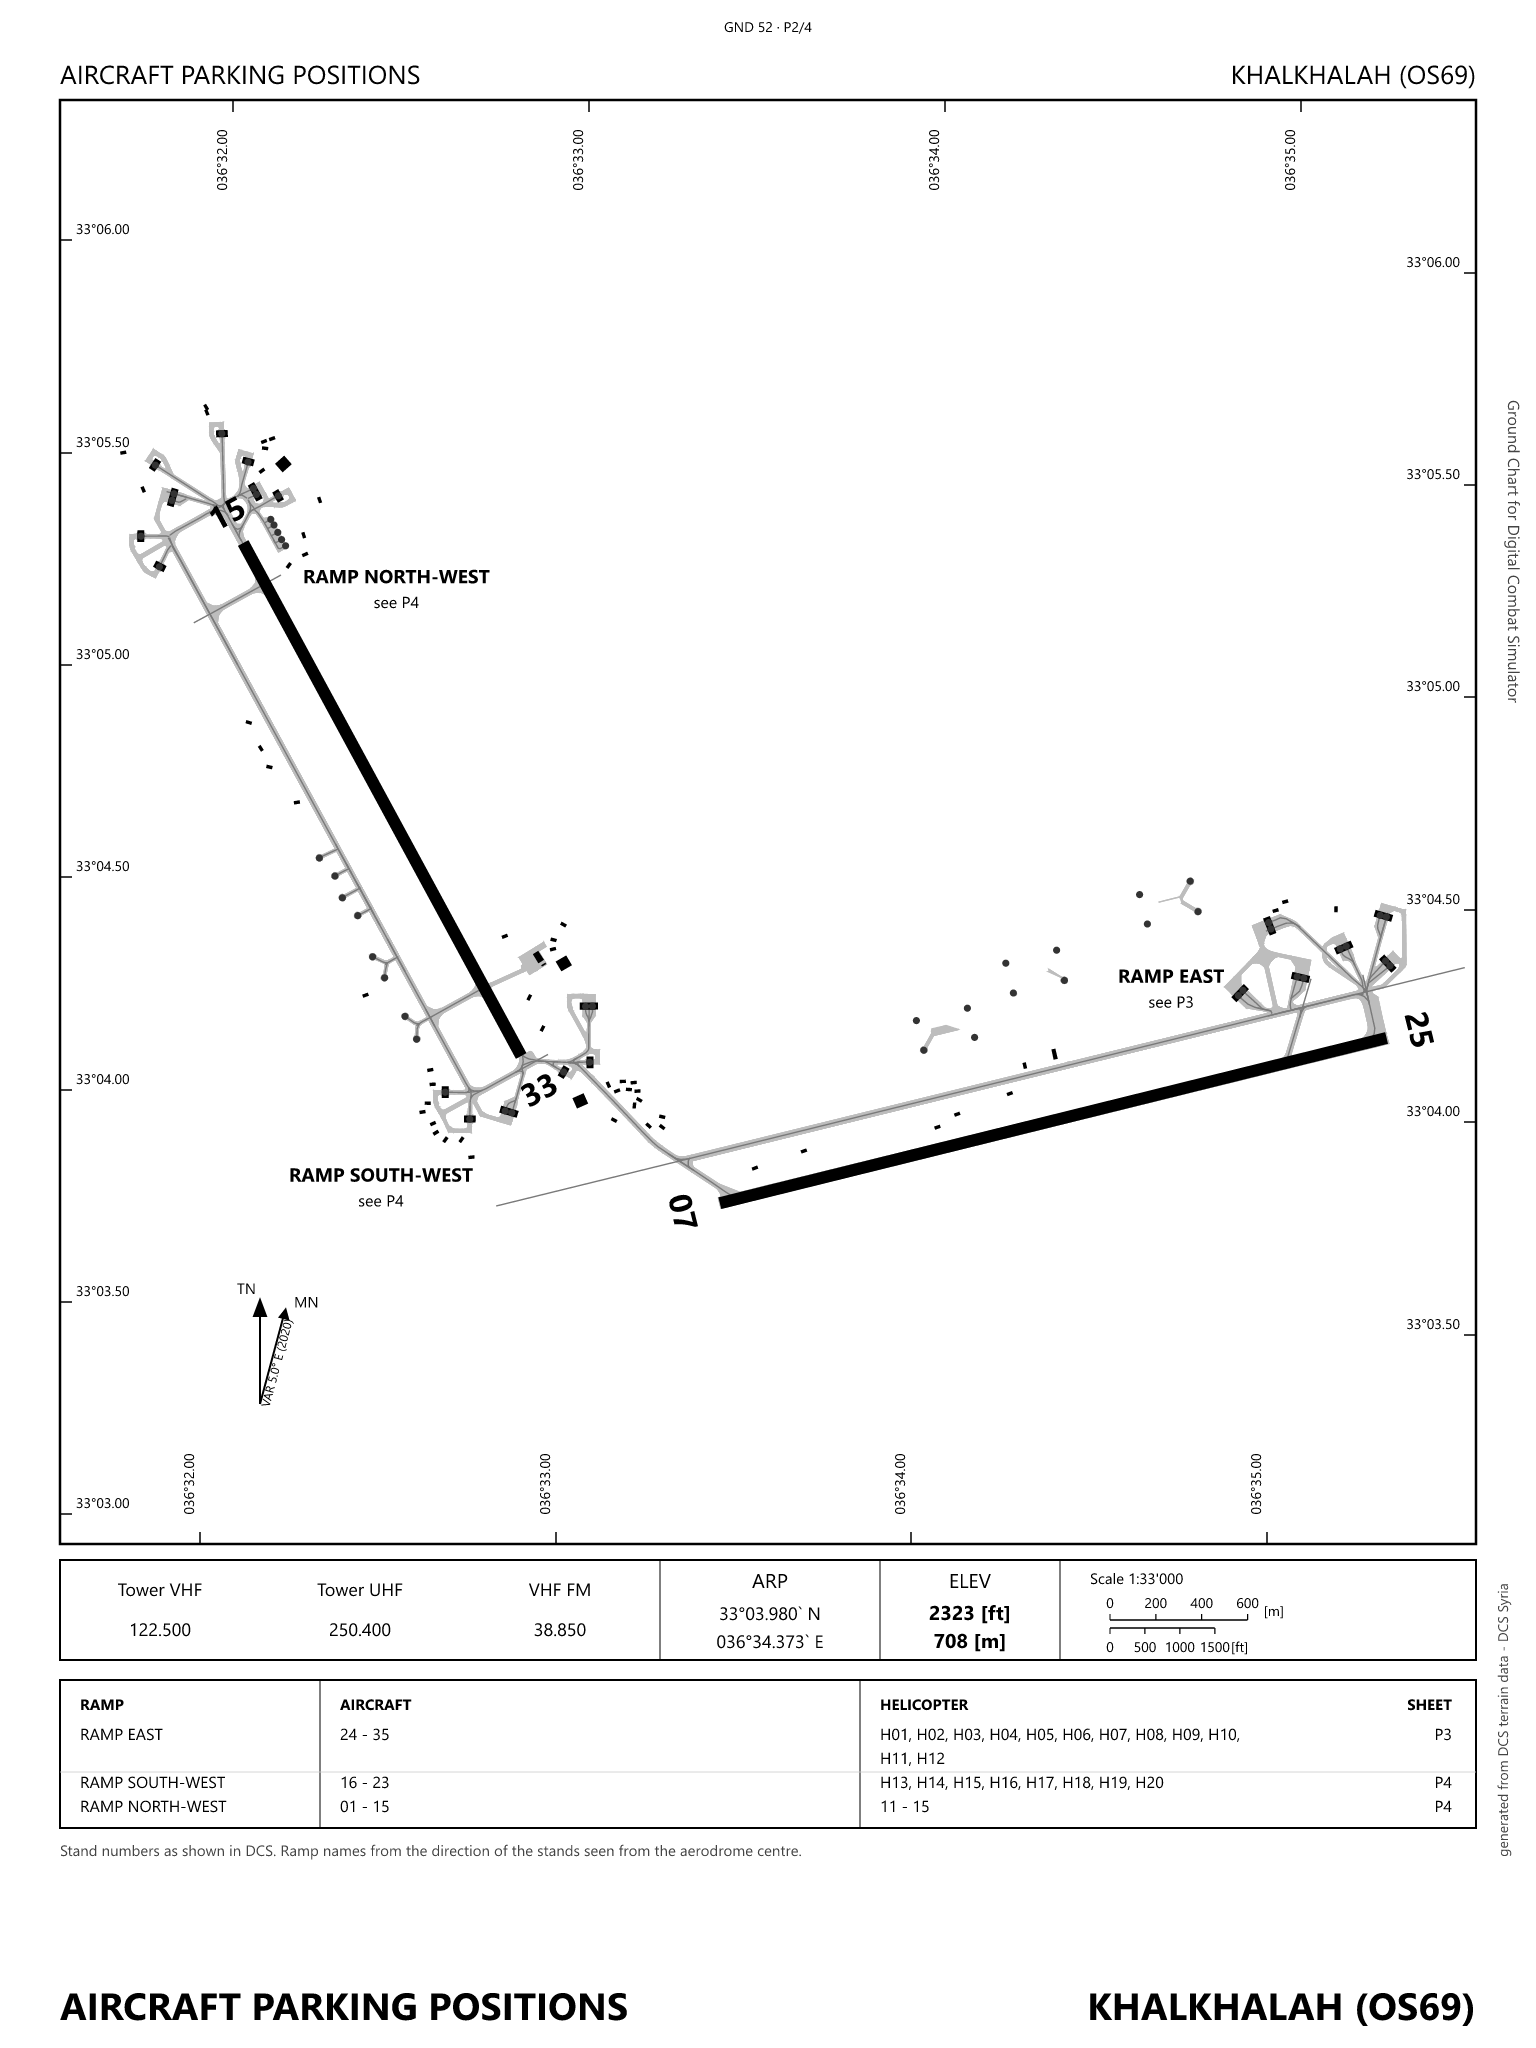 GND 52 · P2/4
AIRCRAFT PARKING POSITIONS
KHALKHALAH (OS69)
036°32.00
036°33.00
036°34.00
036°35.00
33°06.00
33°06.00
33°05.50
33°05.50
15
RAMP NORTH-WEST
see P4
33°05.00
33°05.00
33°04.50
33°04.50
RAMP EAST
see P3
25
33°04.00
33°04.00
33
RAMP SOUTH-WEST
see P4
07
33°03.50
33°03.50
TN
MN
VAR 5.0° E (2020)
33°03.00
036°32.00
036°33.00
036°34.00
036°35.00
Ground Chart for Digital Combat Simulator
Tower VHF
122.500
Tower UHF
250.400
VHF FM
38.850
ARP
33°03.980` N
036°34.373` E
ELEV
2323 [ft]
708 [m]
Scale 1:33'000
0 200 400 600 [m]
0 500 1000 1500[ft]
RAMP AIRCRAFT HELICOPTER SHEET
RAMP EAST 24 - 35 H01, H02, H03, H04, H05, H06, H07, H08, H09, H10, P3
H11, H12
RAMP SOUTH-WEST 16 - 23 H13, H14, H15, H16, H17, H18, H19, H20 P4
RAMP NORTH-WEST 01 - 15 11 - 15 P4
Stand numbers as shown in DCS. Ramp names from the direction of the stands seen from the aerodrome centre.
generated from DCS terrain data - DCS Syria
AIRCRAFT PARKING POSITIONS
KHALKHALAH (OS69)